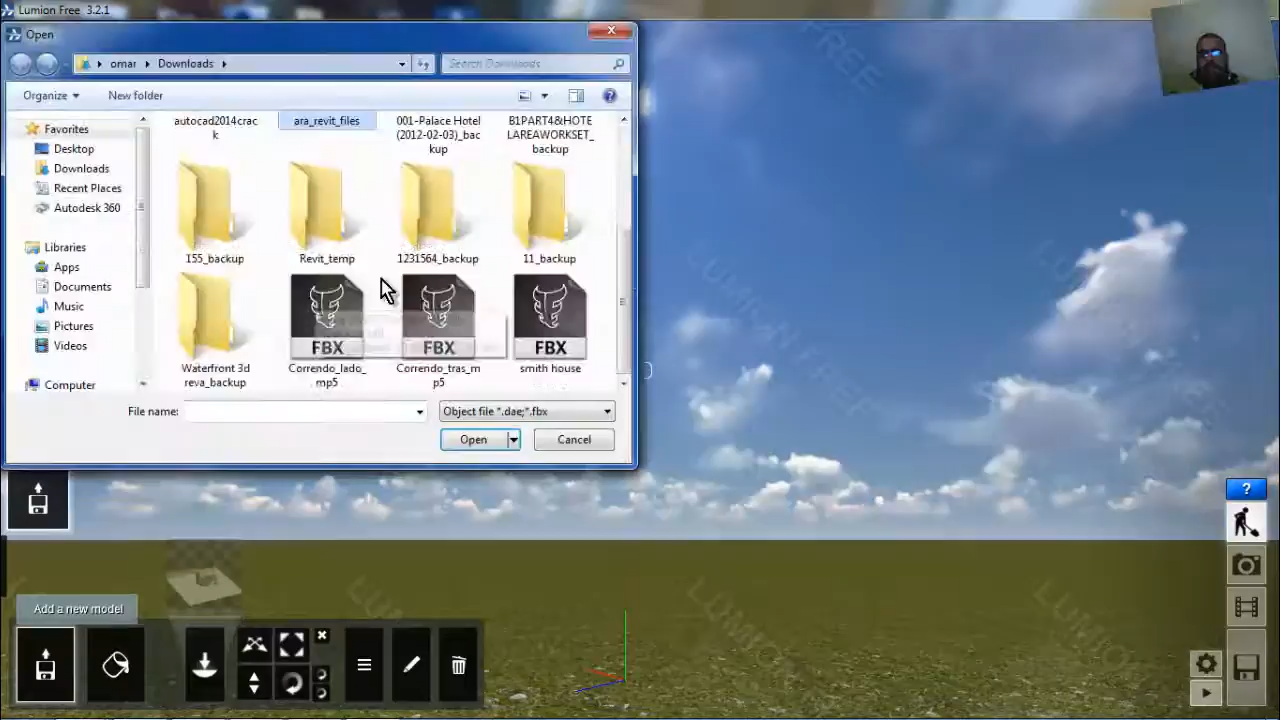 Lumion Free 3.2.1
Open
omar
Downloads
Search Downloads
Organize
New folder
autocad2014crac
k
ara_revit_files
001-Palace Hotel
(2012-02-03)_bac
kup
B1PART4&HOTE
LAREAWORKSET_
backup
Favorites
Desktop
Downloads
Recent Places
Autodesk 360
Libraries
Apps
Documents
Music
Pictures
Videos
Computer
155_backup
Revit_temp
1231564_backup
11_backup
FBX
FBX
FBX
Waterfront 3d
reva_backup
Correndo_lado_
mp5
Correndo_tras_m
p5
smith house
File name:
Object file *.dae;*.fbx
Open
Cancel
?
Add a new model
LUMION FREE